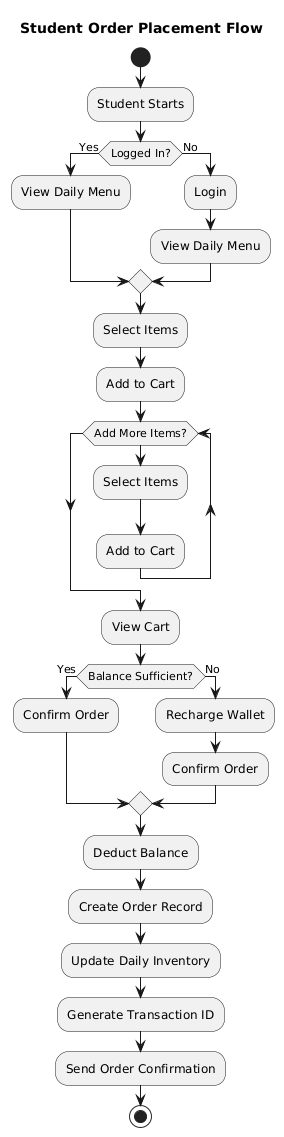 Student Order Placement Flow
Student Starts
Yes
Logged In?
No
View Daily Menu
Login
View Daily Menu
Select Items
Add to Cart
Add More Items?
Select Items
Add to Cart
View Cart
Yes
Balance Sufficient?
No
Confirm Order
Recharge Wallet
Confirm Order
Deduct Balance
Create Order Record
Update Daily Inventory
Generate Transaction ID
Send Order Confirmation